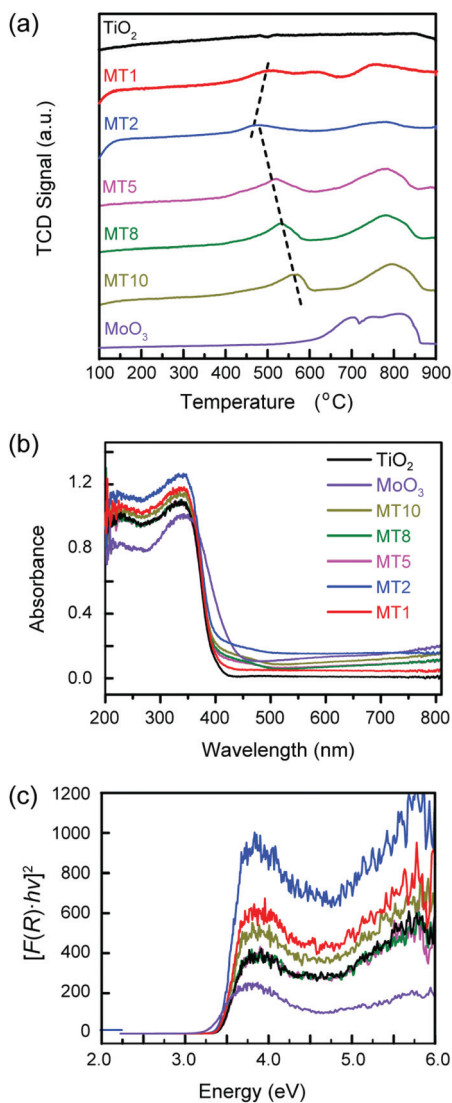 (a)
TiO₂
MT1
MT2
MT5
MT8
MT10
MoO₃
TCD Signal (a.u.)
100 200 300 400 500 600 700 800 900
Temperature (°C)
(b)
TiO₂
MoO₃
MT10
MT8
MT5
MT2
MT1
1.2
0.8
0.4
0.0
Absorbance
200 300 400 500 600 700 800
Wavelength (nm)
(c)
1200
1000
800
600
400
200
0
[F(R)·hv]²
2.0 3.0 4.0 5.0 6.0
Energy (eV)